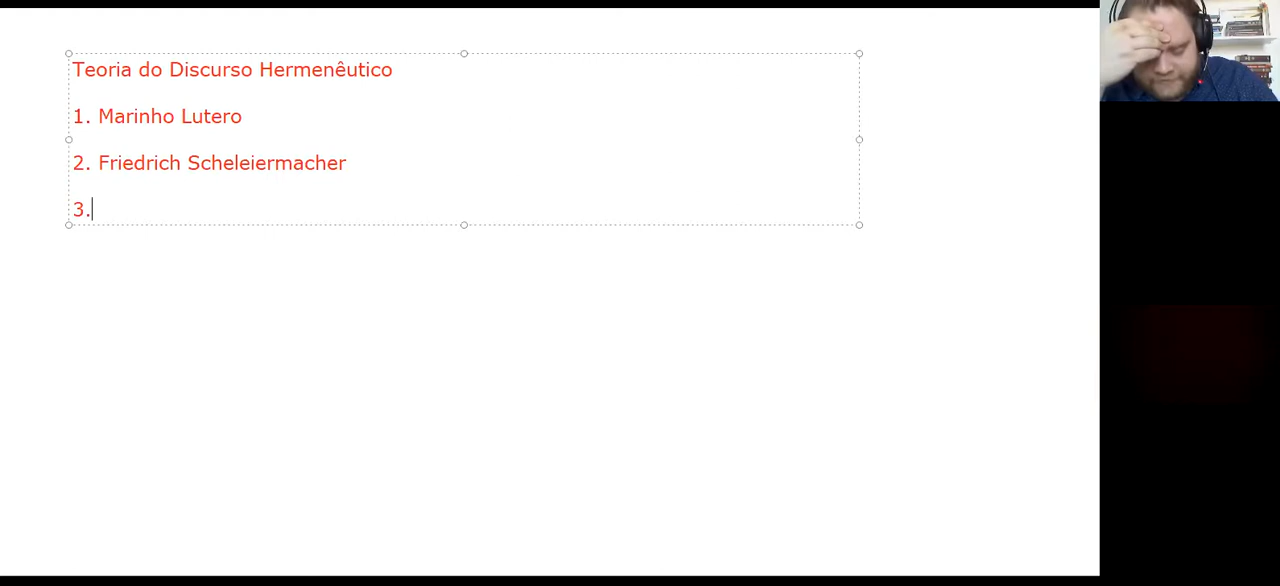 Teoria do Discurso Hermenêutico
1. Marinho Lutero
2. Friedrich Scheleiermacher
3.